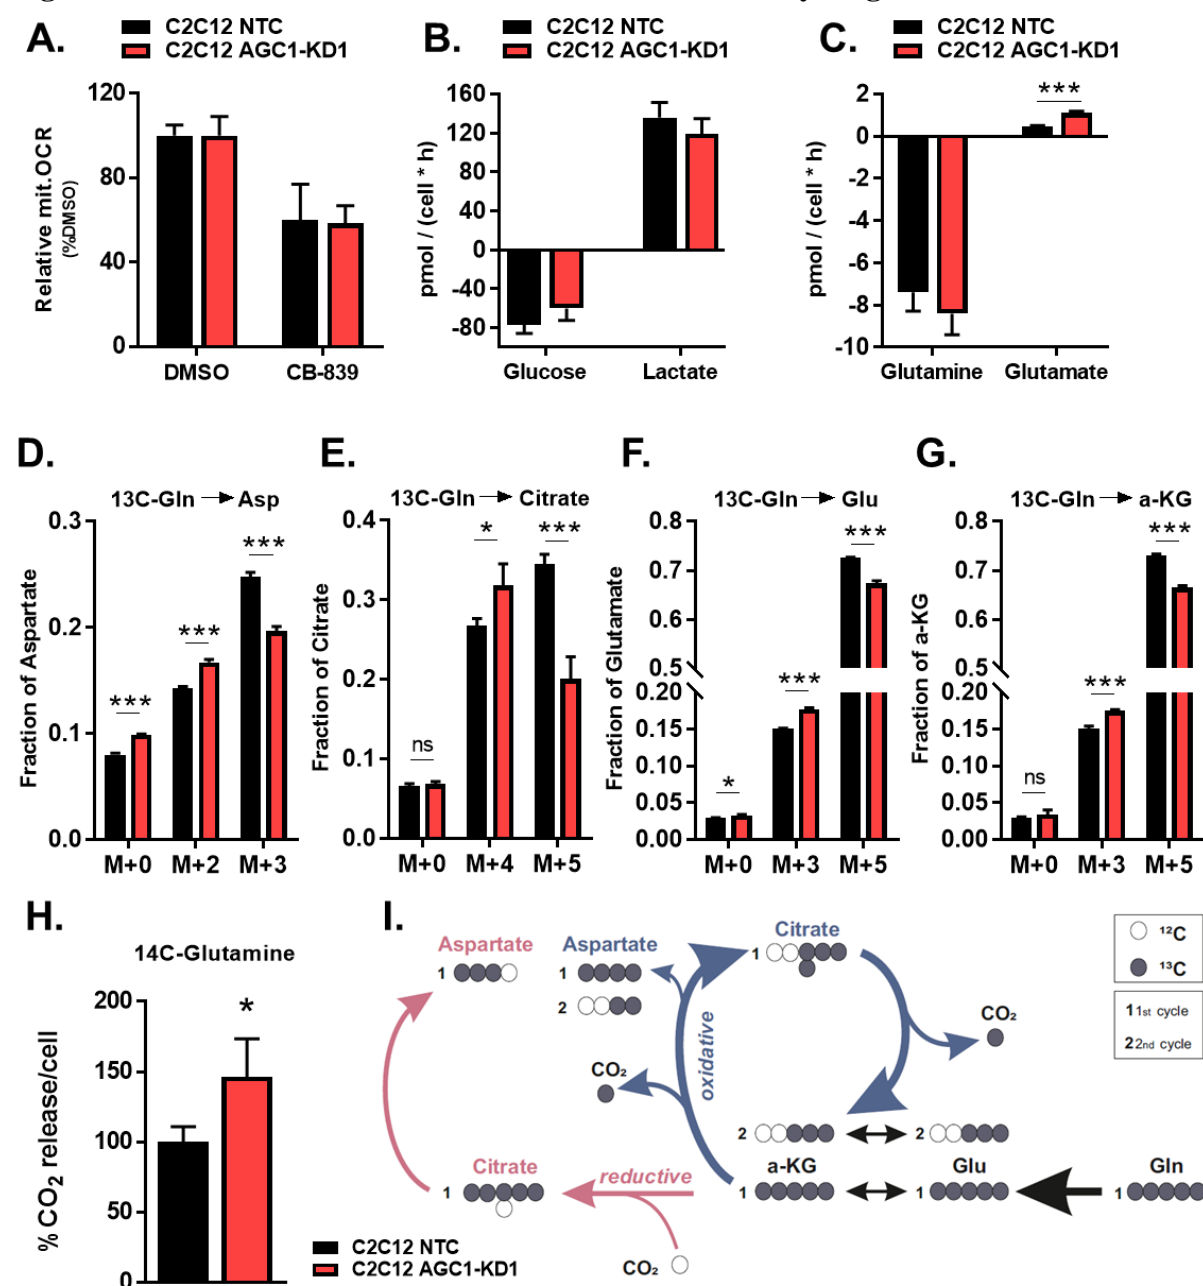 A.
C2C12 NTC
C2C12 AGC1-KD1
Relative mit.OCR
(%DMSO)
120
80
40
0
DMSO CB-839
B.
C2C12 NTC
C2C12 AGC1-KD1
pmol / (cell * h)
160
120
80
40
0
-40
-80
Glucose Lactate
C.
C2C12 NTC
C2C12 AGC1-KD1
pmol / (cell * h)
2
0
-2
-4
-6
-8
-10
***
Glutamine Glutamate
D.
13C-Gln Asp
Fraction of Aspartate
0.3
0.2
0.1
0.0
***
***
***
M+0 M+2 M+3
E.
13C-Gln Citrate
Fraction of Citrate
0.4
0.3
0.2
0.1
0.0
ns
*
***
M+0 M+4 M+5
F.
13C-Gln Glu
Fraction of Glutamate
0.8
0.7
0.6
0.5
0.20
0.15
0.10
0.05
0.00
*
***
***
M+0 M+3 M+5
G.
13C-Gln a-KG
Fraction of a-KG
0.8
0.7
0.6
0.5
0.20
0.15
0.10
0.05
0.00
ns
***
***
M+0 M+3 M+5
H.
14C-Glutamine
% CO₂ release/cell
200
150
100
50
0
*
C2C12 NTC
C2C12 AGC1-KD1
I.
Aspartate
1
Aspartate
1
2
Citrate
1
¹²C
¹³C
1 1st cycle
2 2nd cycle
CO₂
CO₂
oxidative
2
2
a-KG
1
Glu
1
Gln
1
Citrate
1
reductive
CO₂